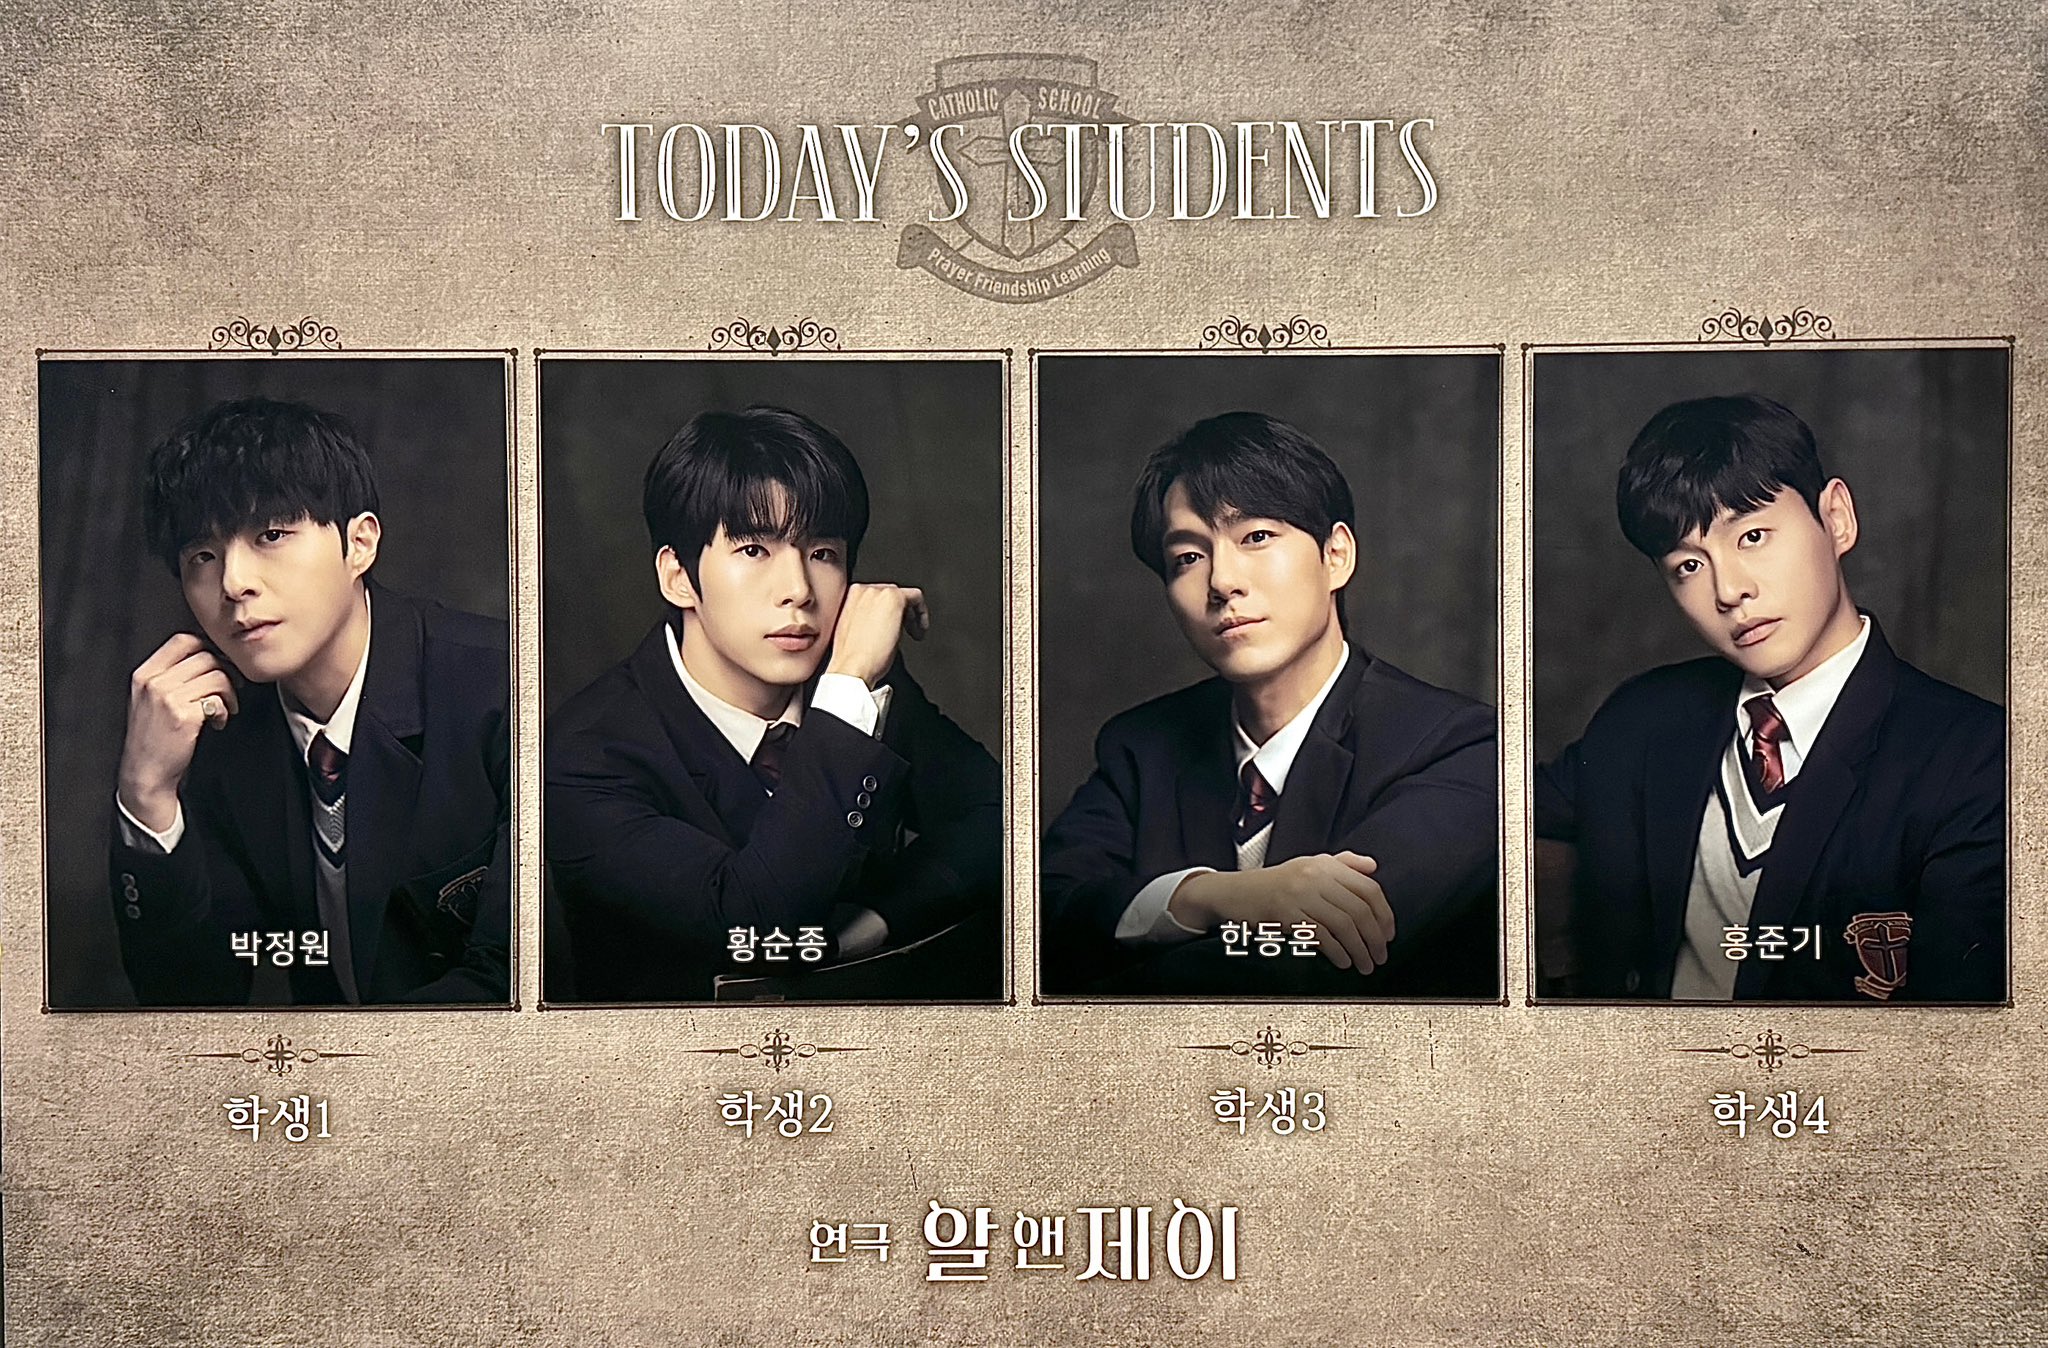 CATHOLIC SCHOOL
TODAY'S STUDENTS
Prayer Friendship Learning
박정원
황순종
한동훈
홍준기
학생1
학생2
학생3
학생4
연극 알앤제이